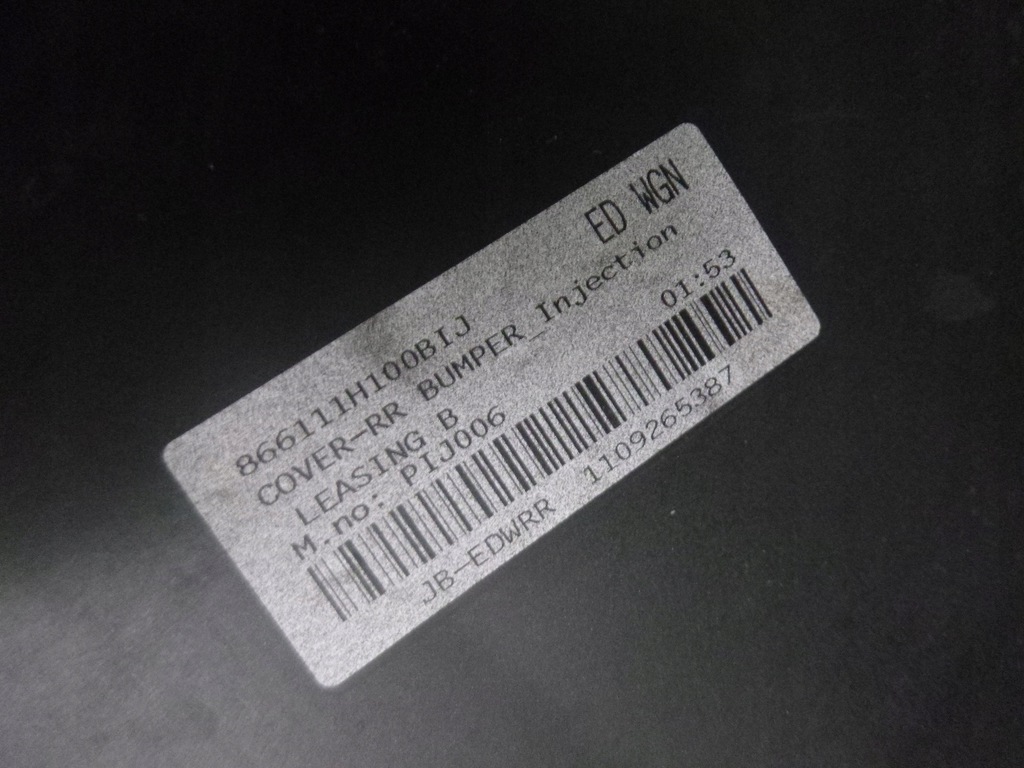 ED WGN
866111H100BIJ
COVER-RR BUMPER_Injection
LEASING B
M.no: PIJ006 01:53
JB-EDWRR 1109265387